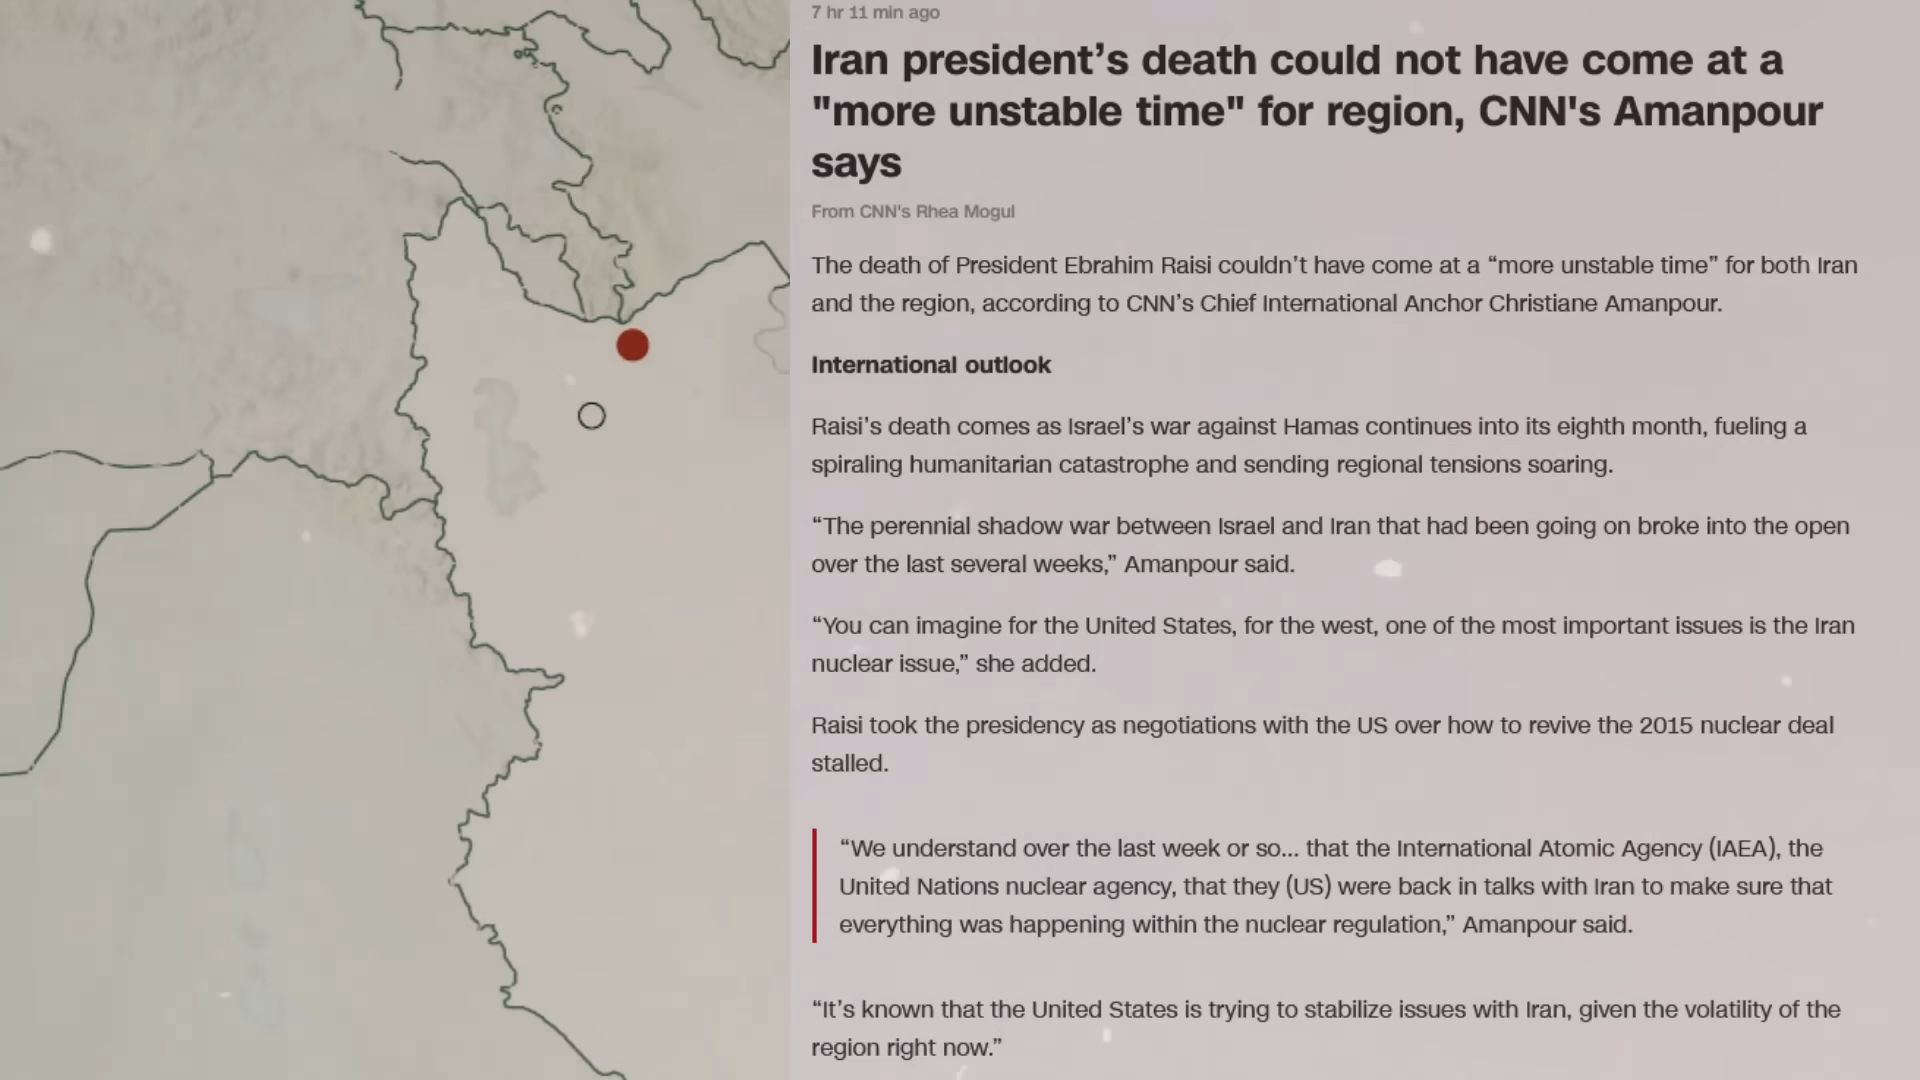 7 hr 11 min ago
Iran president’s death could not have come at a
"more unstable time" for region, CNN's Amanpour
says
From CNN's Rhea Mogul
The death of President Ebrahim Raisi couldn’t have come at a “more unstable time” for both Iran
and the region, according to CNN’s Chief International Anchor Christiane Amanpour.
International outlook
Raisi’s death comes as Israel’s war against Hamas continues into its eighth month, fueling a
spiraling humanitarian catastrophe and sending regional tensions soaring.
“The perennial shadow war between Israel and Iran that had been going on broke into the open
over the last several weeks,” Amanpour said.
“You can imagine for the United States, for the west, one of the most important issues is the Iran
nuclear issue,” she added.
Raisi took the presidency as negotiations with the US over how to revive the 2015 nuclear deal
stalled.
“We understand over the last week or so... that the International Atomic Agency (IAEA), the
United Nations nuclear agency, that they (US) were back in talks with Iran to make sure that
everything was happening within the nuclear regulation,” Amanpour said.
“It’s known that the United States is trying to stabilize issues with Iran, given the volatility of the
region right now.”